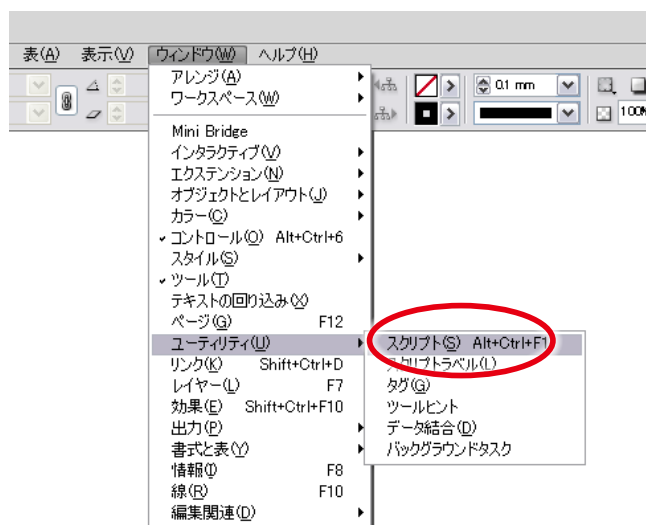 表(A) 表示(V) ウィンドウ(W) ヘルプ(H)
0.1 mm
100%
アレンジ(A)
ワークスペース(W)
Mini Bridge
インタラクティブ(V)
エクステンション(N)
オブジェクトとレイアウト(J)
カラー(C)
コントロール(O) Alt+Ctrl+6
スタイル(S)
ツール(T)
テキストの回り込み(X)
ページ(G) F12
ユーティリティ(U)
リンク(K) Shift+Ctrl+D
レイヤー(L) F7
効果(E) Shift+Ctrl+F10
出力(P)
書式と表(Y)
情報(I) F8
線(R) F10
編集関連(D)
スクリプト(S) Alt+Ctrl+F1
スクリプトラベル(L)
タグ(G)
ツールヒント
データ結合(D)
バックグラウンドタスク